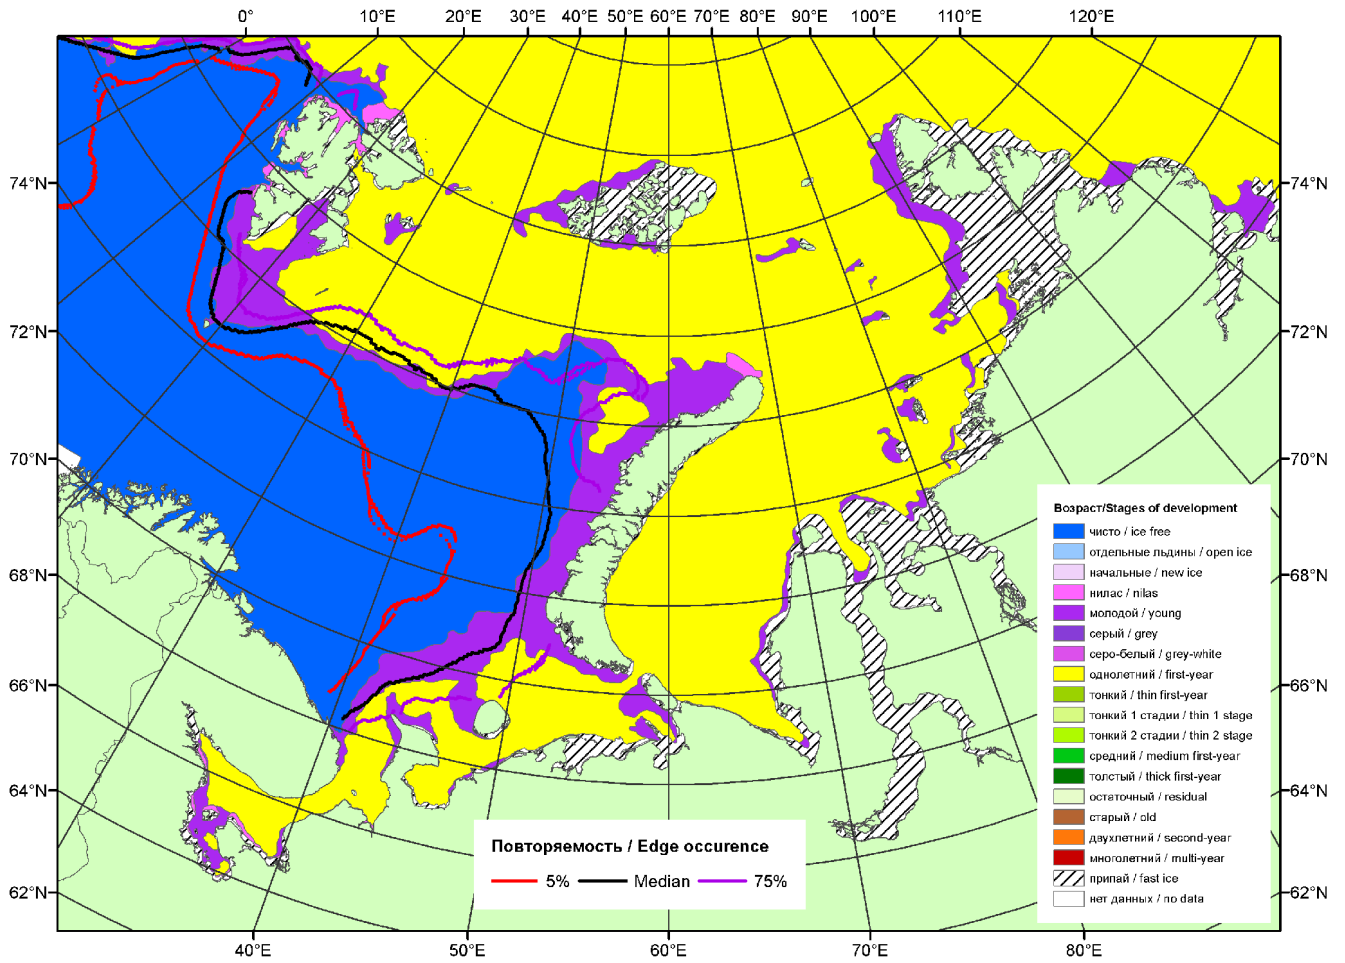 0° 10°E 20°E 30°E 40°E 50°E 60°E 70°E 80°E 90°E 100°E 110°E 120°E
74°N 74°N
72°N 72°N
70°N 70°N
68°N 68°N
66°N 66°N
64°N 64°N
62°N 62°N
Возраст/Stages of development
чисто / ice free
отдельные льдины / open ice
начальные / new ice
нилас / nilas
молодой / young
серый / grey
серо-белый / grey-white
однолетний / first-year
тонкий / thin first-year
тонкий 1 стадии / thin 1 stage
тонкий 2 стадии / thin 2 stage
средний / medium first-year
толстый / thick first-year
остаточный / residual
старый / old
двухлетний / second-year
многолетний / multi-year
припай / fast ice
нет данных / no data
Повторяемость / Edge occurence
5% Median 75%
40°E 50°E 60°E 70°E 80°E